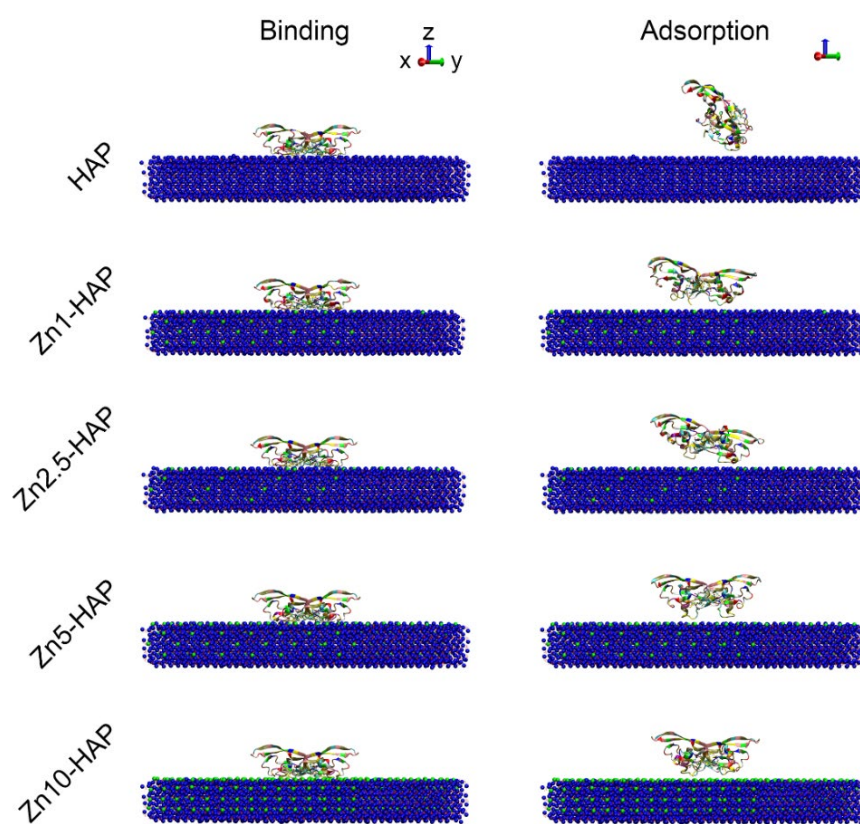 Binding
Adsorption
z
x y
HAP
Zn1-HAP
Zn2.5-HAP
Zn5-HAP
Zn10-HAP